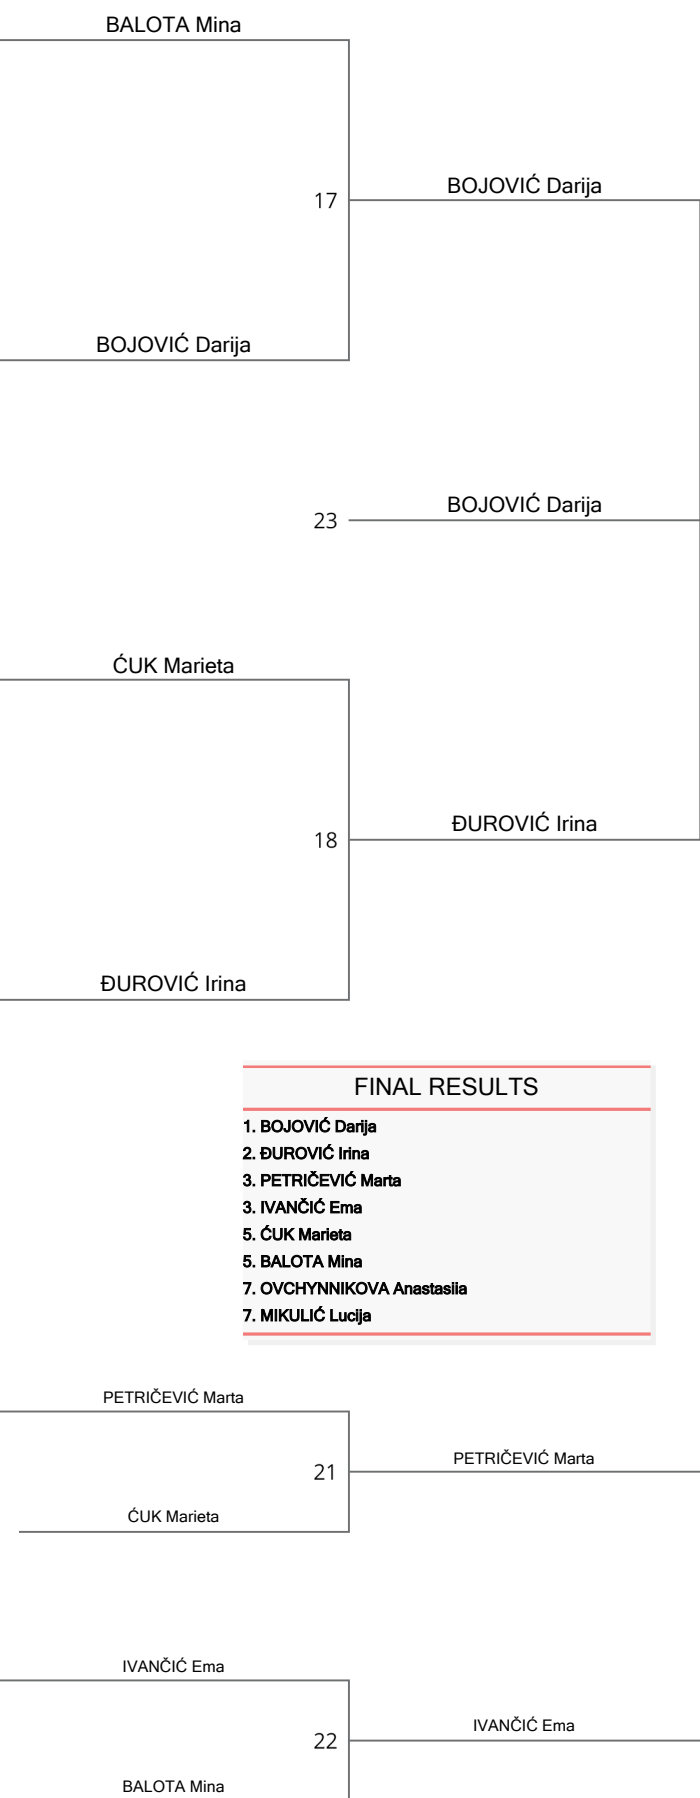 BALOTA Mina
17
BOJOVIĆ Darija
BOJOVIĆ Darija
23
BOJOVIĆ Darija
ĆUK Marieta
18
ĐUROVIĆ Irina
ĐUROVIĆ Irina
FINAL RESULTS
1. BOJOVIĆ Darija
2. ĐUROVIĆ Irina
3. PETRIČEVIĆ Marta
3. IVANČIĆ Ema
5. ĆUK Marieta
5. BALOTA Mina
7. OVCHYNNIKOVA Anastasiia
7. MIKULIĆ Lucija
PETRIČEVIĆ Marta
21
PETRIČEVIĆ Marta
ĆUK Marieta
IVANČIĆ Ema
22
IVANČIĆ Ema
BALOTA Mina